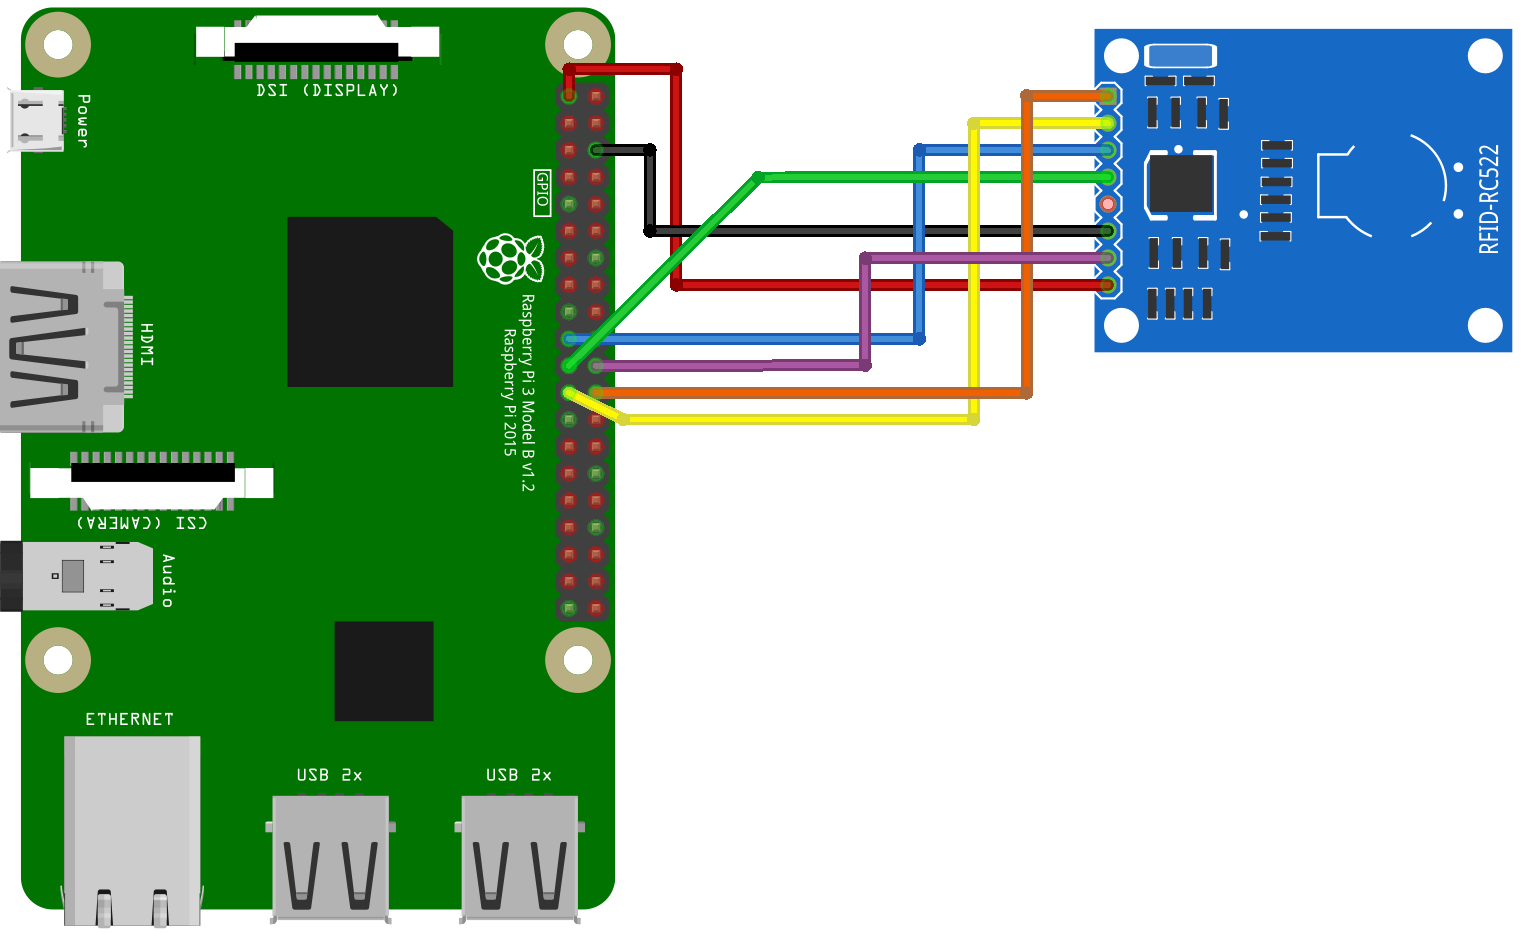 DSI (DISPLAY)
Power
GPIO
RFID-RC522
HDMI
Raspberry Pi 3 Model B v1.2
Raspberry Pi 2015
CSI (CAMERA)
Audio
ETHERNET
USB 2x
USB 2x